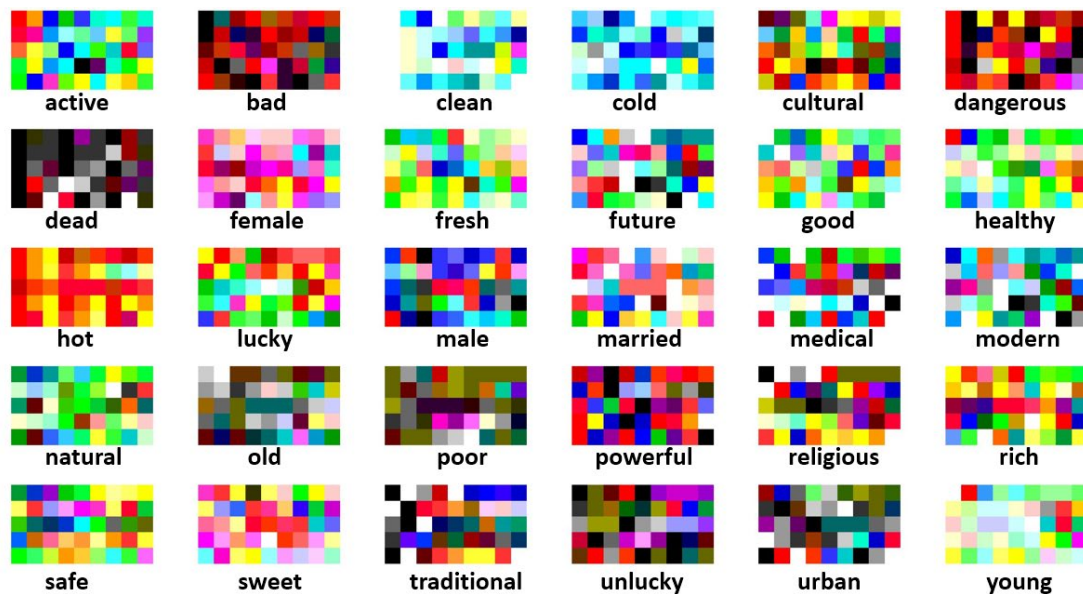 active bad clean cold cultural dangerous
dead female fresh future good healthy
hot lucky male married medical modern
natural old poor powerful religious rich
safe sweet traditional unlucky urban young